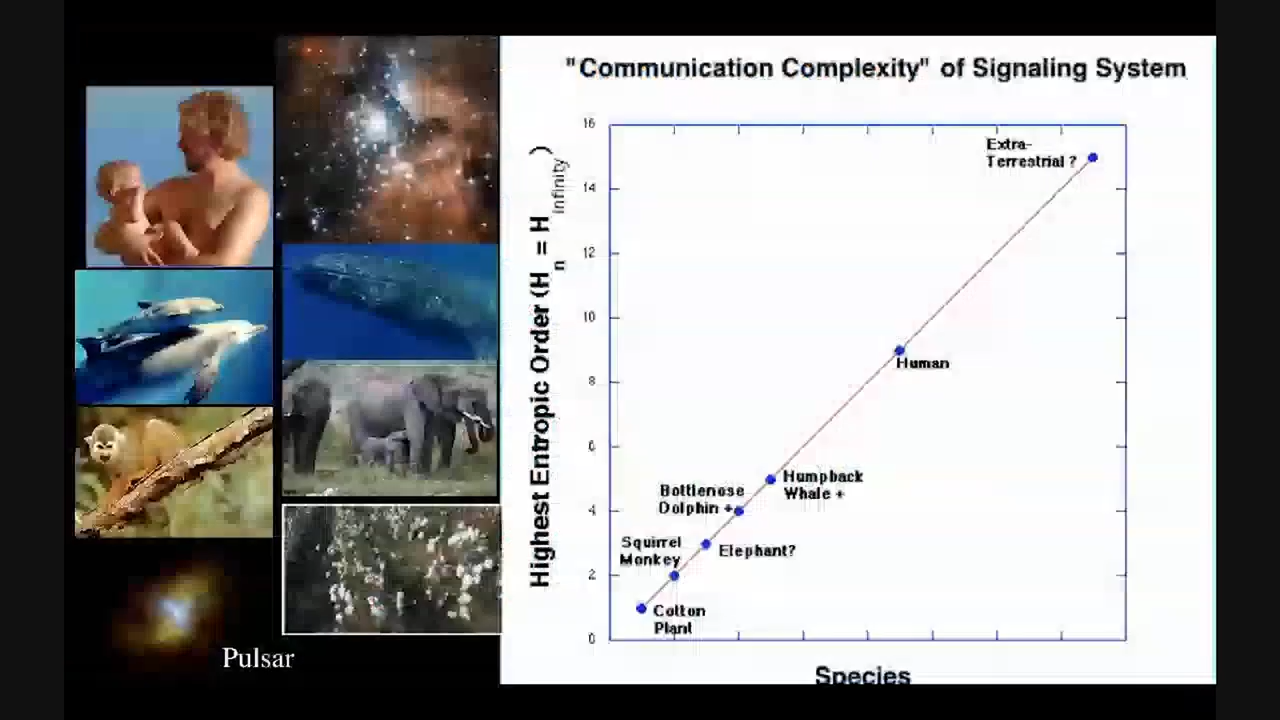 "Communication Complexity" of Signaling System
Highest Entropic Order (H n = H infinity)
16
14
12
10
8
6
4
2
0
Extra-
Terrestrial ?
Human
Humpback
Whale +
Bottlenose
Dolphin +
Squirrel
Monkey
Elephant?
Cotton
Plant
Species
Pulsar